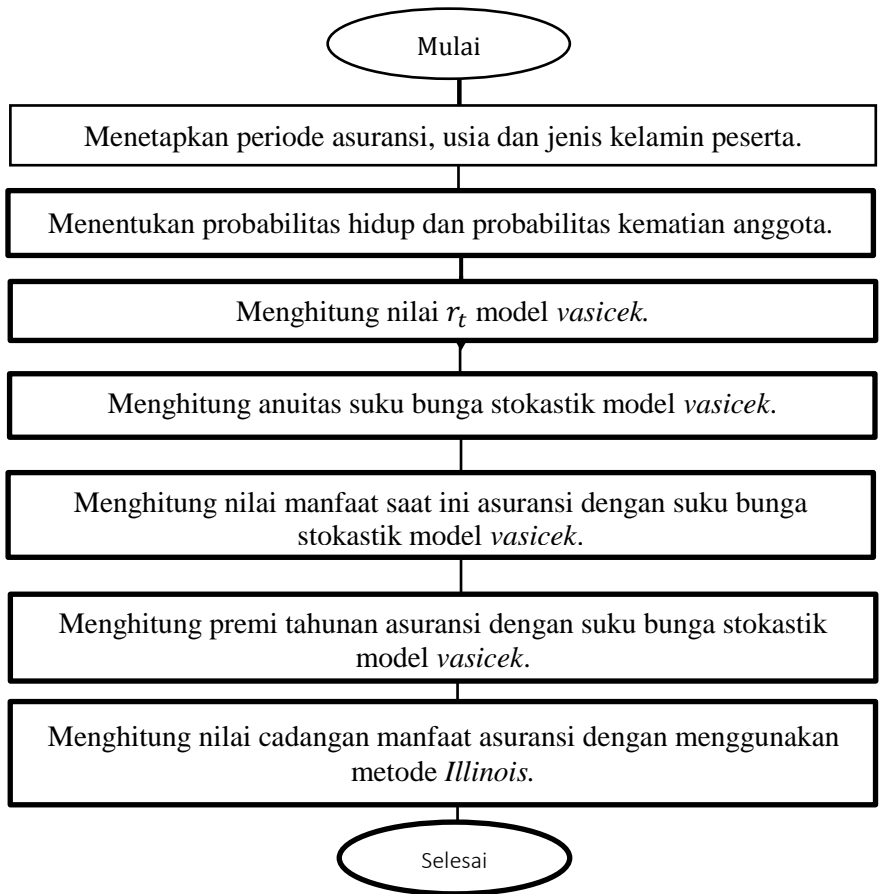 Mulai
Menetapkan periode asuransi, usia dan jenis kelamin peserta.
Menentukan probabilitas hidup dan probabilitas kematian anggota.
Menghitung nilai r_t model vasicek.
Menghitung anuitas suku bunga stokastik model vasicek.
Menghitung nilai manfaat saat ini asuransi dengan suku bunga
stokastik model vasicek.
Menghitung premi tahunan asuransi dengan suku bunga stokastik
model vasicek.
Menghitung nilai cadangan manfaat asuransi dengan menggunakan
metode Illinois.
Selesai